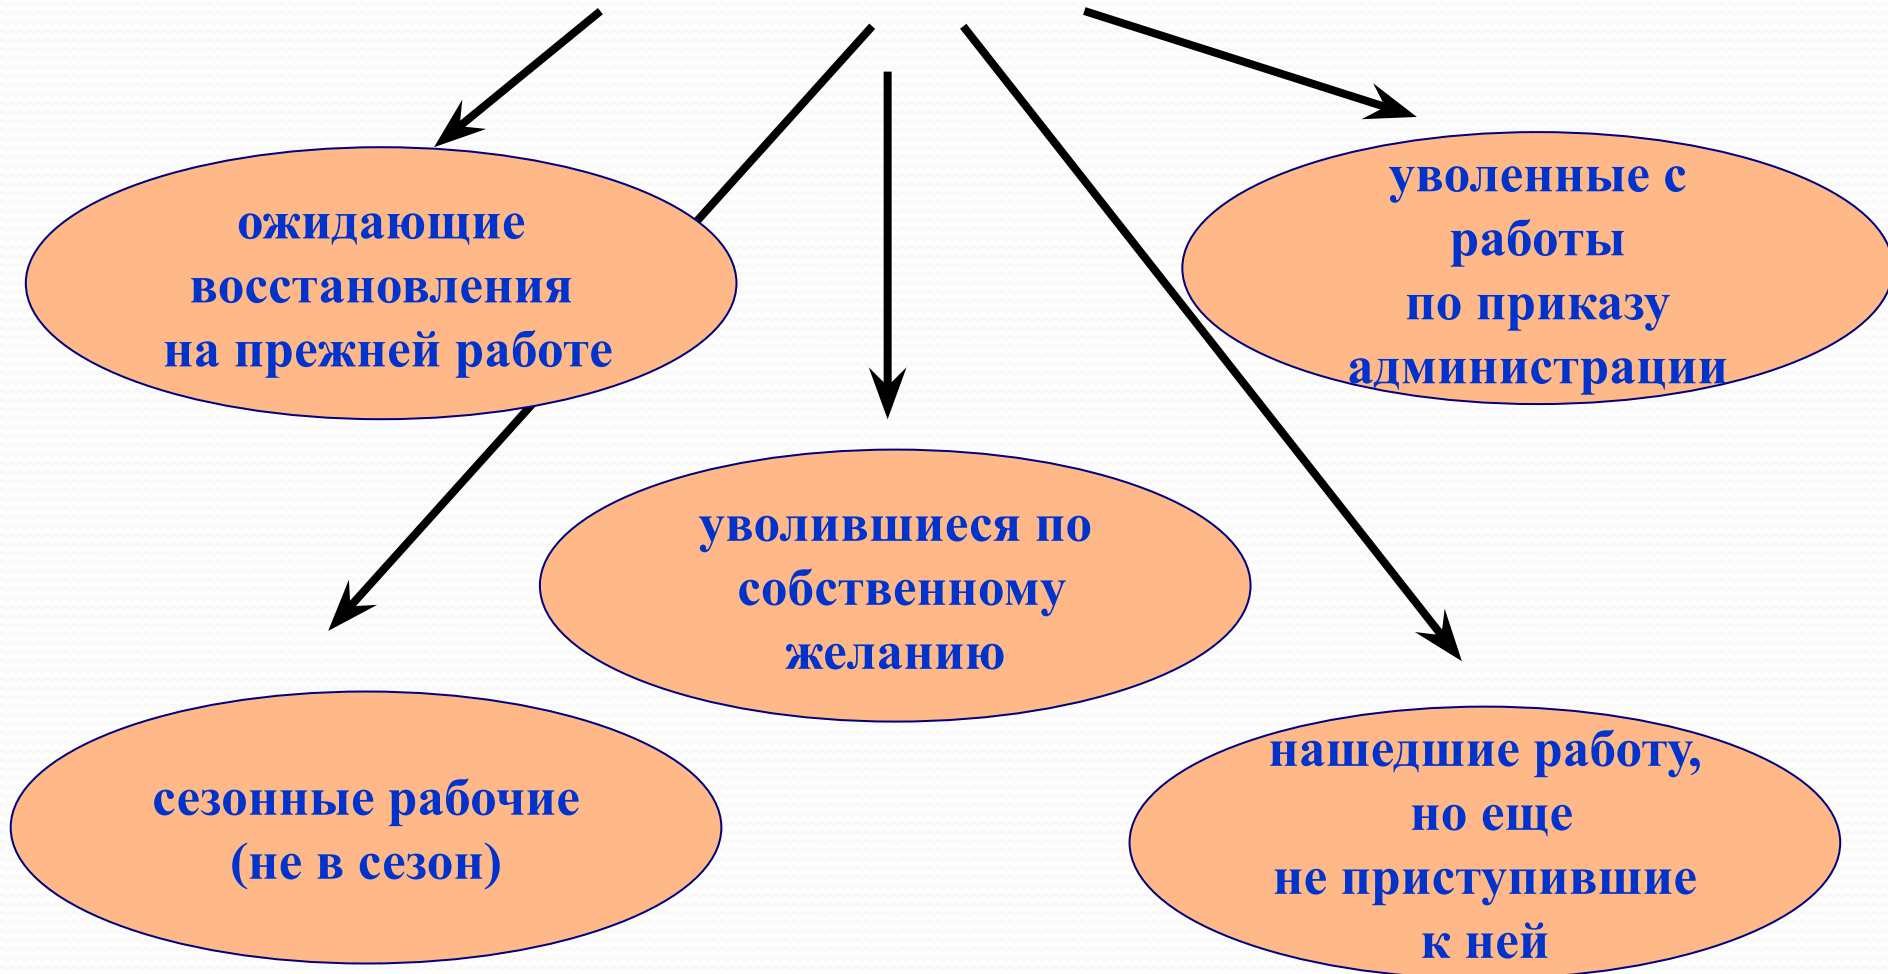 ожидающие
восстановления
на прежней работе
уволенные с
работы
по приказу
администрации
уволившиеся по
собственному
желанию
сезонные рабочие
(не в сезон)
нашедшие работу,
но еще
не приступившие
к ней